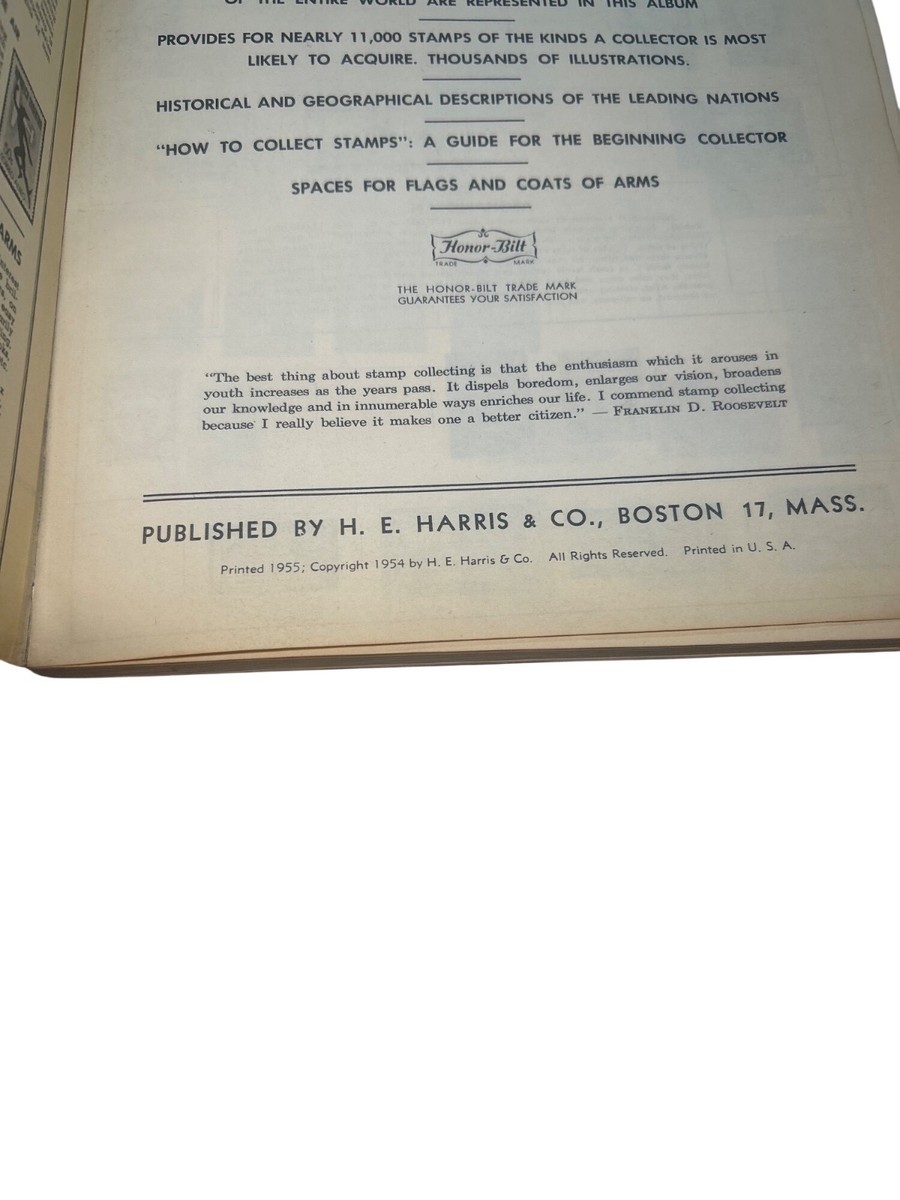 OF THE ENTIRE WORLD ARE REPRESENTED IN THIS ALBUM
PROVIDES FOR NEARLY 11,000 STAMPS OF THE KINDS A COLLECTOR IS MOST
LIKELY TO ACQUIRE. THOUSANDS OF ILLUSTRATIONS.
HISTORICAL AND GEOGRAPHICAL DESCRIPTIONS OF THE LEADING NATIONS
"HOW TO COLLECT STAMPS": A GUIDE FOR THE BEGINNING COLLECTOR
SPACES FOR FLAGS AND COATS OF ARMS
Honor-Bilt
TRADE MARK
THE HONOR-BILT TRADE MARK
GUARANTEES YOUR SATISFACTION
"The best thing about stamp collecting is that the enthusiasm which it arouses in
youth increases as the years pass. It dispels boredom, enlarges our vision, broadens
our knowledge and in innumerable ways enriches our life. I commend stamp collecting
because I really believe it makes one a better citizen." — FRANKLIN D. ROOSEVELT
PUBLISHED BY H. E. HARRIS & CO., BOSTON 17, MASS.
Printed 1955; Copyright 1954 by H. E. Harris & Co. All Rights Reserved. Printed in U. S. A.
ARMS